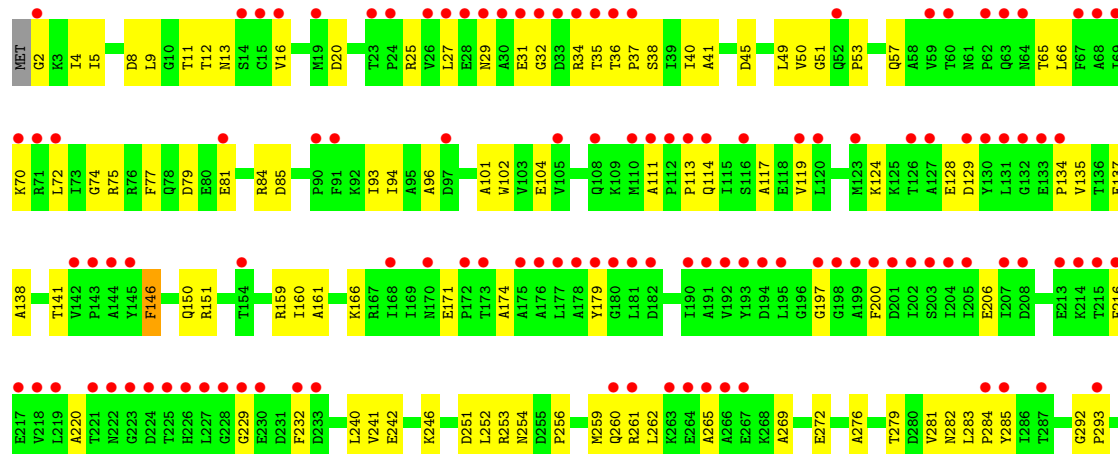 MET G2 K3 I4 I5 D8 L9 G10 T11 T12 N13 S14 C15 V16 M19 D20 T23 P24 R25 V26 L27 E28 N29 A30 E31 G32 D33 R34 T35 T36 P37 S38 I39 I40 A41 D45 L49 V50 G51 Q52 P53 Q57 A58 V59 T60 N61 P62 Q63 N64 T65 L66 F67 A68 I69
K70 R71 L72 I73 G74 R75 R76 F77 Q78 D79 E80 E81 R84 D85 P90 F91 K92 I93 I94 A95 A96 D97 A101 W102 V103 E104 V105 Q108 K109 M110 A111 P112 P113 Q114 I115 S116 A117 E118 V119 L120 M123 K124 K125 T126 A127 E128 D129 Y130 L131 G132 E133 P134 V135 T136 E137
A138 T141 V142 P143 A144 Y145 F146 Q150 R151 T154 R159 I160 A161 K166 R167 I168 I169 N170 E171 P172 T173 A174 A175 A176 L177 A178 Y179 G180 L181 D182 I190 A191 V192 Y193 D194 L195 G196 G197 G198 A199 F200 D201 I202 S203 I204 I205 E206 I207 D208 E213 K214 T215 F216
E217 V218 L219 A220 T221 N222 G223 D224 T225 H226 L227 G228 G229 E230 D231 F232 D233 L240 V241 E242 K246 D251 L252 R253 N254 D255 P256 M259 Q260 R261 L262 K263 E264 A265 A266 E267 K268 A269 E272 A276 T279 D280 V281 N282 L283 P284 Y285 I286 T287 G292 P293